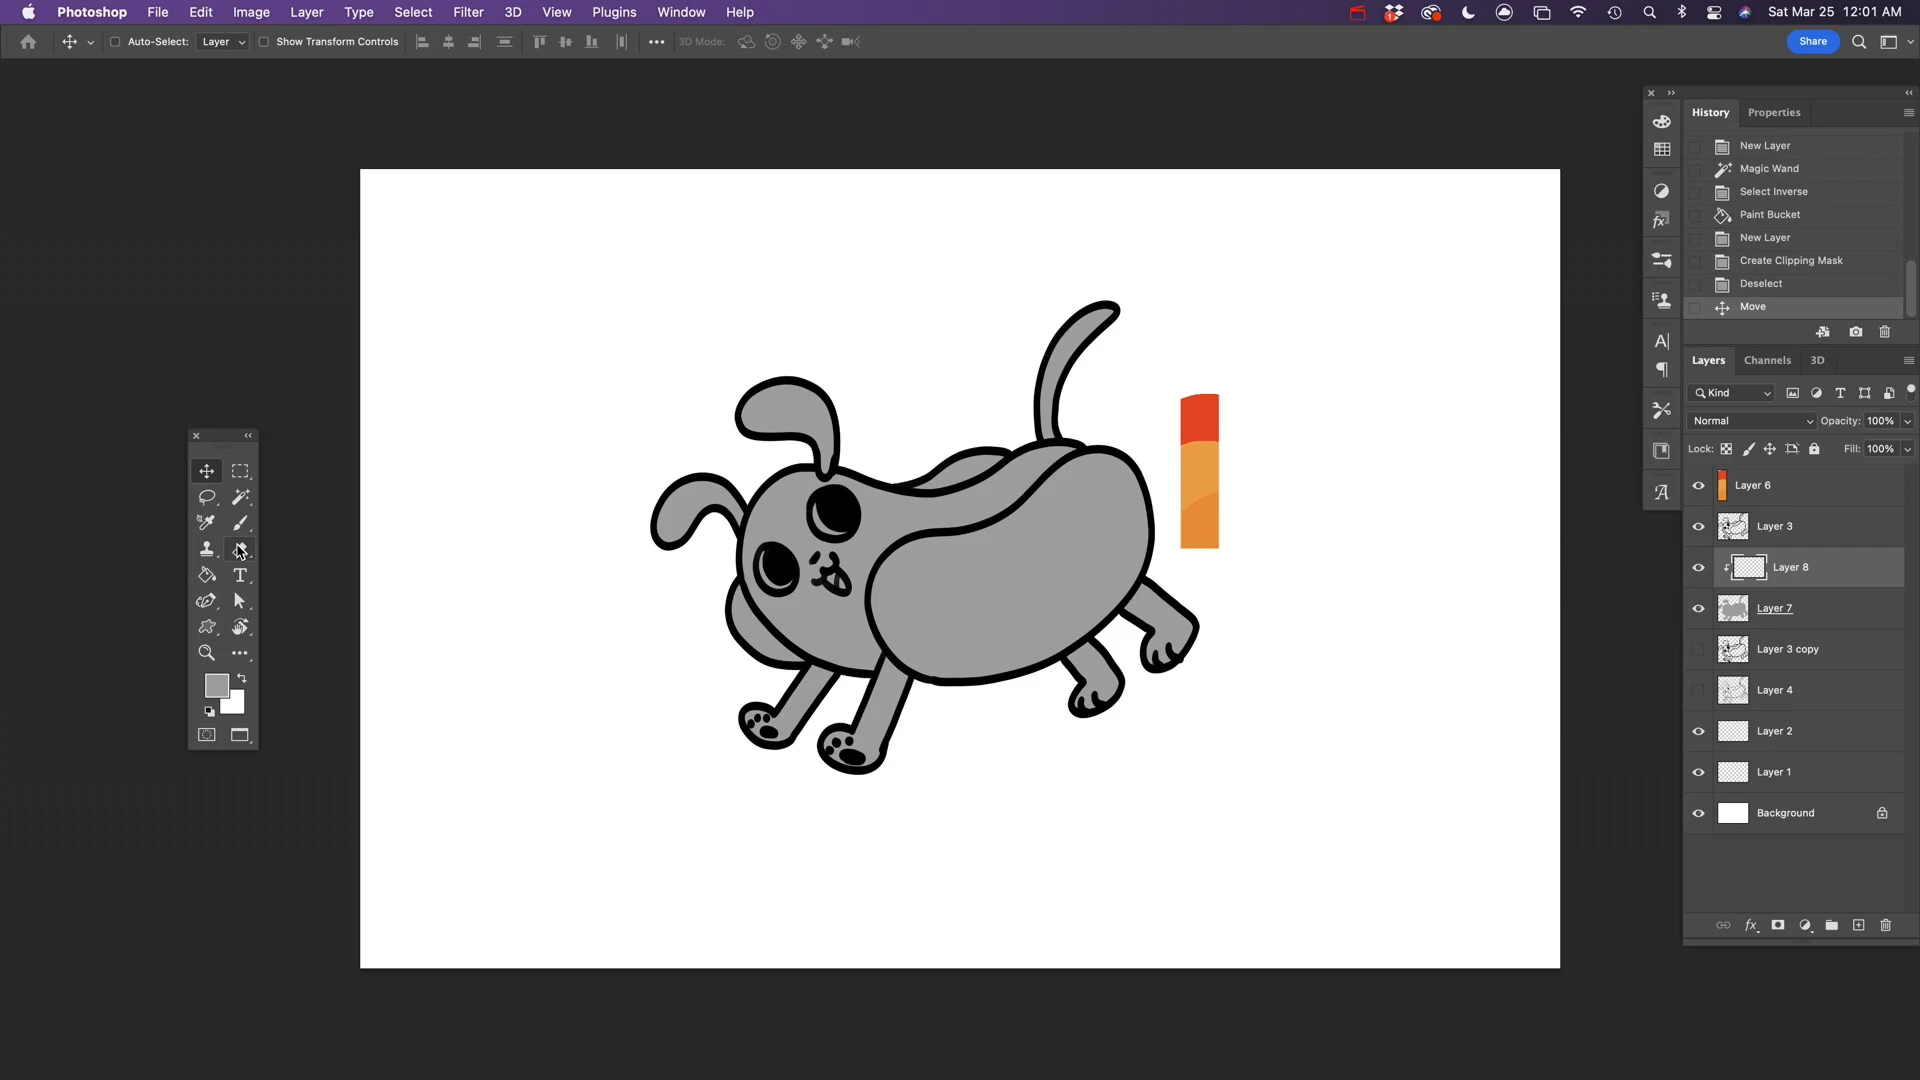 Photoshop File Edit Image Layer Type Select Filter 3D View Plugins Window Help Sat Mar 25 12:01 AM
Auto-Select: Layer Show Transform Controls 3D Mode: Share
History Properties
New Layer
Magic Wand
Select Inverse
Paint Bucket
New Layer
Create Clipping Mask
Deselect
Move
Layers Channels 3D
Kind
Normal Opacity: 100%
Lock: Fill: 100%
Layer 6
Layer 3
Layer 8
Layer 7
Layer 3 copy
Layer 4
Layer 2
Layer 1
Background